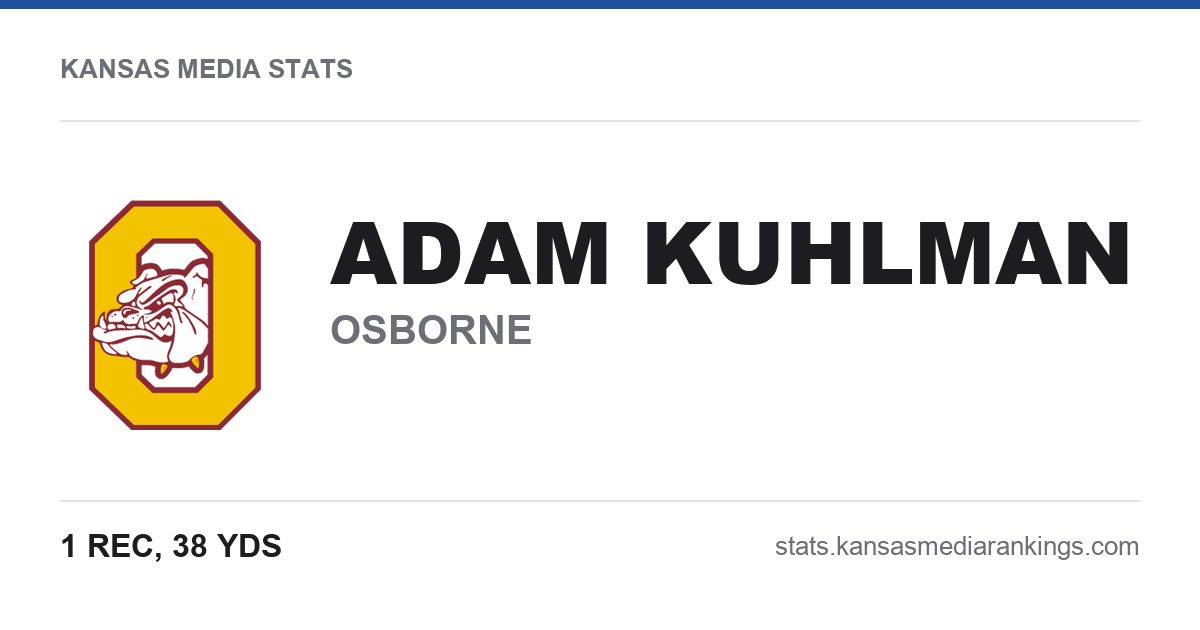 KANSAS MEDIA STATS
ADAM KUHLMAN
OSBORNE
1 REC, 38 YDS
stats.kansasmediarankings.com